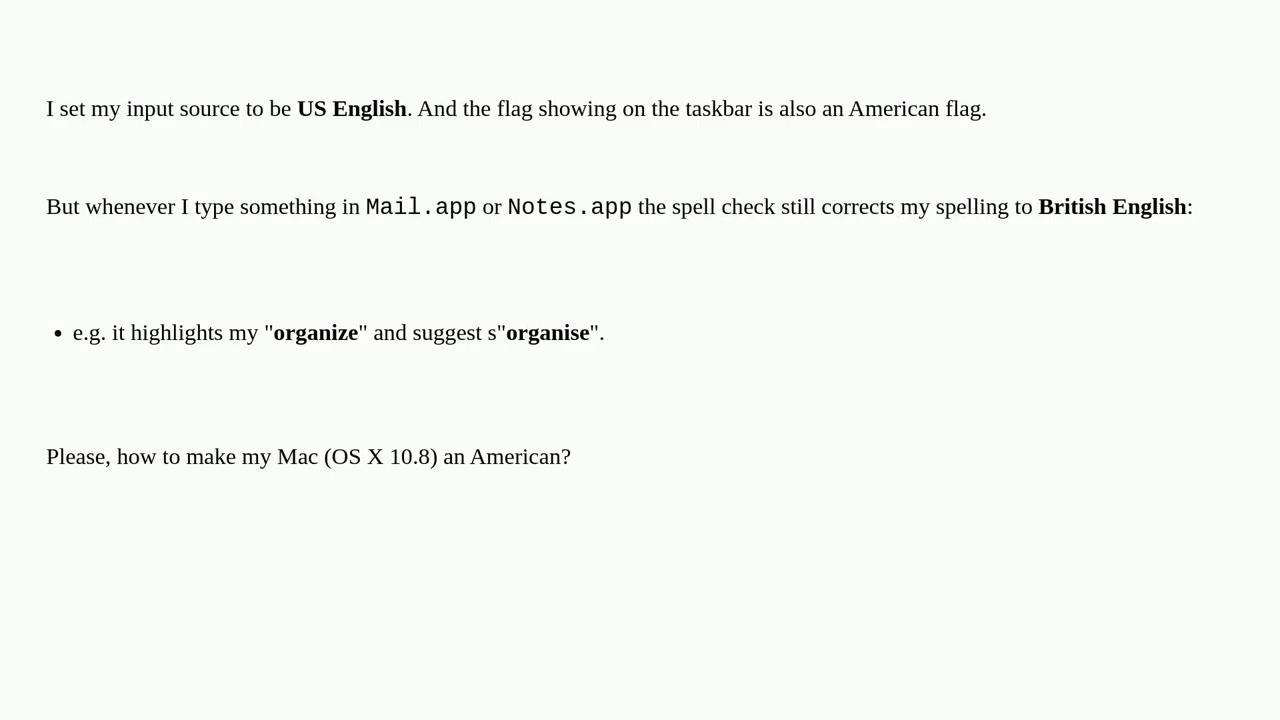 I set my input source to be US English. And the flag showing on the taskbar is also an American flag.
But whenever I type something in Mail.app or Notes.app the spell check still corrects my spelling to British English:
• e.g. it highlights my "organize" and suggest s"organise".
Please, how to make my Mac (OS X 10.8) an American?